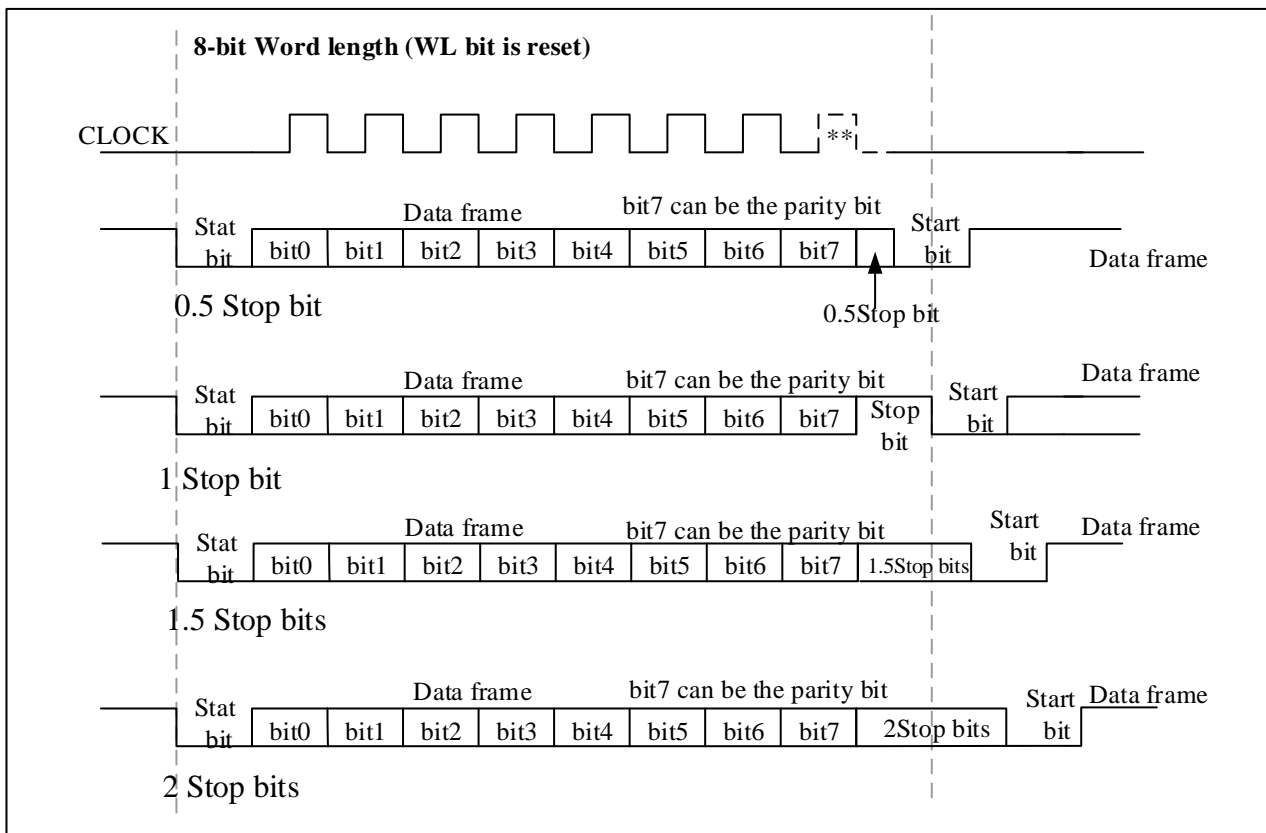 8-bit Word length (WL bit is reset)
CLOCK
**
Stat
bit
Data frame
bit7 can be the parity bit
Start
bit
bit0 bit1 bit2 bit3 bit4 bit5 bit6 bit7
Data frame
0.5 Stop bit
0.5Stop bit
Stat
bit
Data frame
bit7 can be the parity bit
Stop
bit
Start
bit
Data frame
bit0 bit1 bit2 bit3 bit4 bit5 bit6 bit7
1 Stop bit
Stat
bit
Data frame
bit7 can be the parity bit
Start
bit
Data frame
bit0 bit1 bit2 bit3 bit4 bit5 bit6 bit7 1.5Stop bits
1.5 Stop bits
Stat
bit
Data frame
bit7 can be the parity bit
Start
bit
Data frame
bit0 bit1 bit2 bit3 bit4 bit5 bit6 bit7 2Stop bits
2 Stop bits